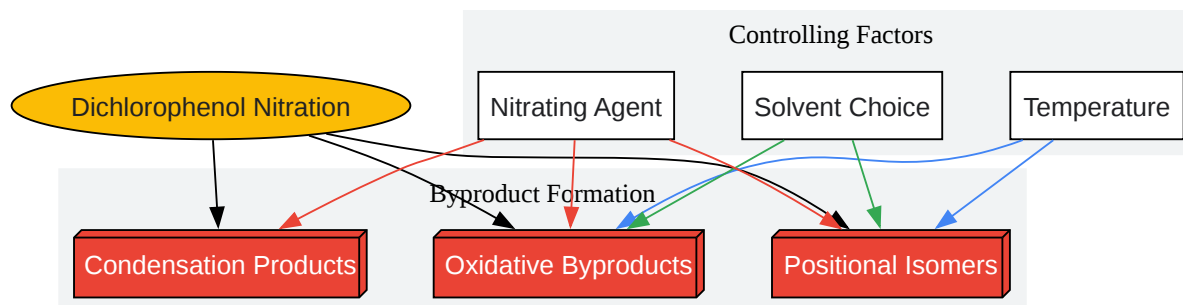 Controlling Factors
Dichlorophenol Nitration
Nitrating Agent
Solvent Choice
Temperature
Byproduct Formation
Condensation Products
Oxidative Byproducts
Positional Isomers